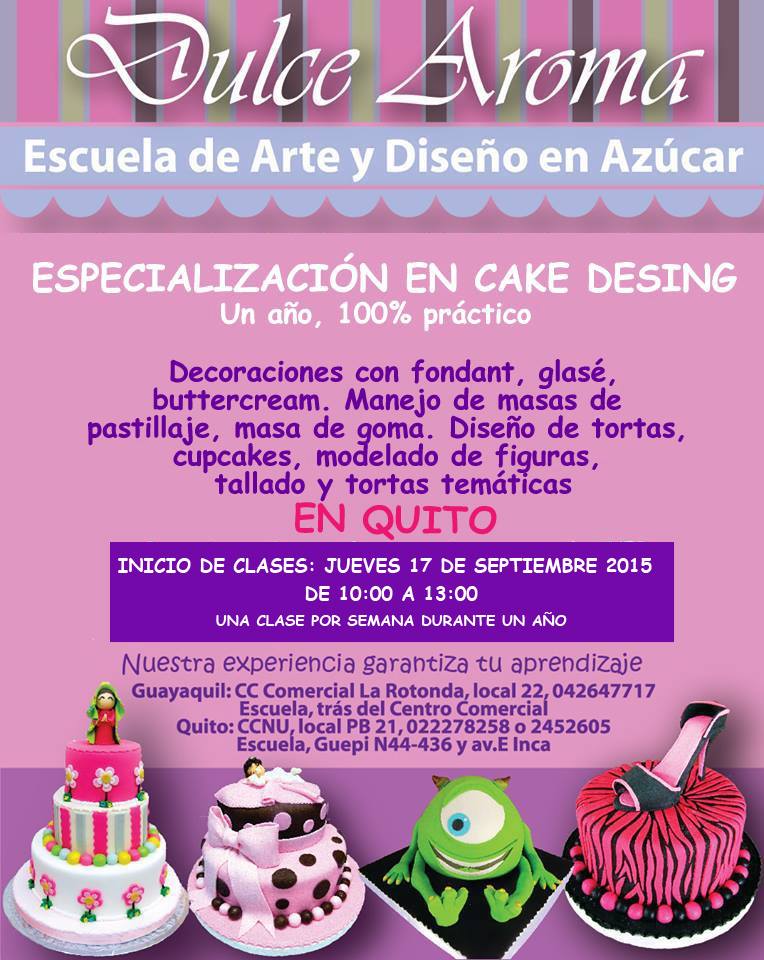 Dulce Aroma
Escuela de Arte y Diseño en Azúcar
ESPECIALIZACIÓN EN CAKE DESING
Un año, 100% práctico
Decoraciones con fondant, glasé,
buttercream. Manejo de masas de
pastillaje, masa de goma. Diseño de tortas,
cupcakes, modelado de figuras,
tallado y tortas temáticas
EN QUITO
INICIO DE CLASES: JUEVES 17 DE SEPTIEMBRE 2015
DE 10:00 A 13:00
UNA CLASE POR SEMANA DURANTE UN AÑO
Nuestra experiencia garantiza tu aprendizaje
Guayaquil: CC Comercial La Rotonda, local 22, 042647717
Escuela, trás del Centro Comercial
Quito: CCNU, local PB 21, 022278258 o 2452605
Escuela, Guepi N44-436 y av.E Inca